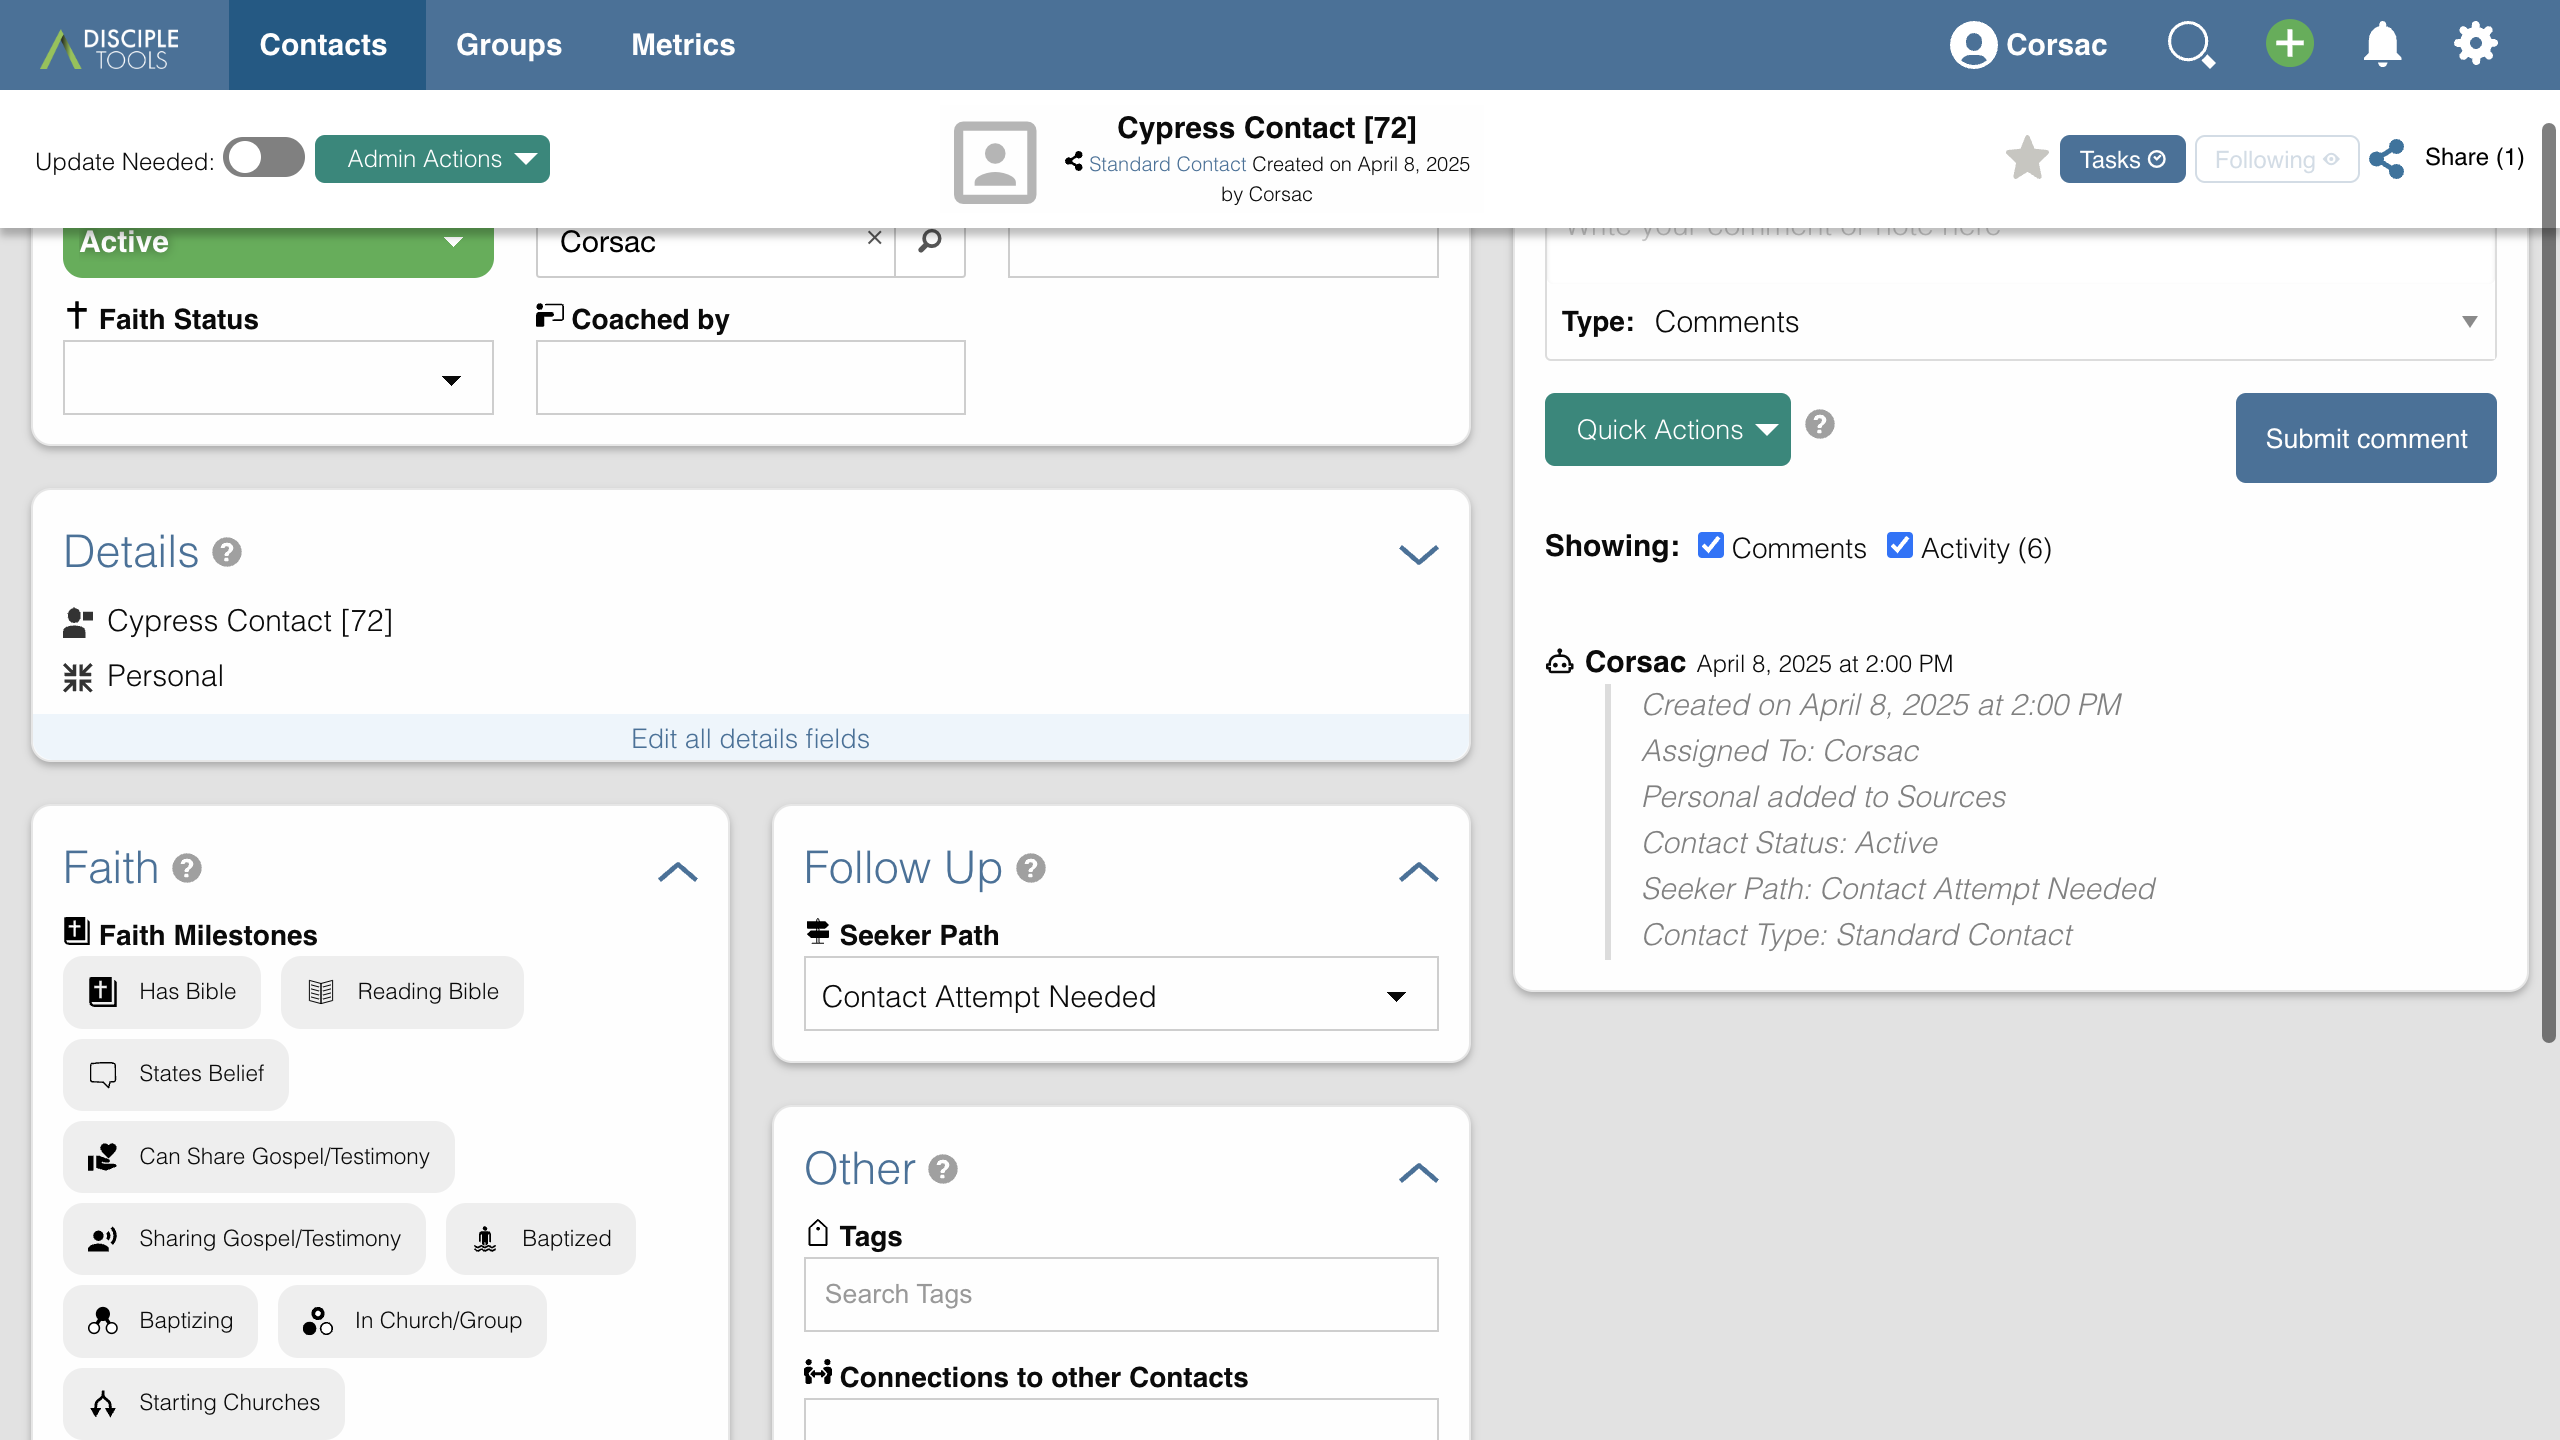 DISCIPLE
TOOLS
Contacts
Groups
Metrics
Corsac
Update Needed:
Admin Actions
Cypress Contact [72]
Standard Contact Created on April 8, 2025
by Corsac
Tasks
Following
Share (1)
Active
Corsac
×
Faith Status
Coached by
Details ?
Cypress Contact [72]
Personal
Edit all details fields
Faith ?
Faith Milestones
Has Bible
Reading Bible
States Belief
Can Share Gospel/Testimony
Sharing Gospel/Testimony
Baptized
Baptizing
In Church/Group
Starting Churches
Follow Up ?
Seeker Path
Contact Attempt Needed
Other ?
Tags
Search Tags
Connections to other Contacts
Write your comment or note here
Type: Comments
Quick Actions
?
Submit comment
Showing: Comments Activity (6)
Corsac April 8, 2025 at 2:00 PM
Created on April 8, 2025 at 2:00 PM
Assigned To: Corsac
Personal added to Sources
Contact Status: Active
Seeker Path: Contact Attempt Needed
Contact Type: Standard Contact